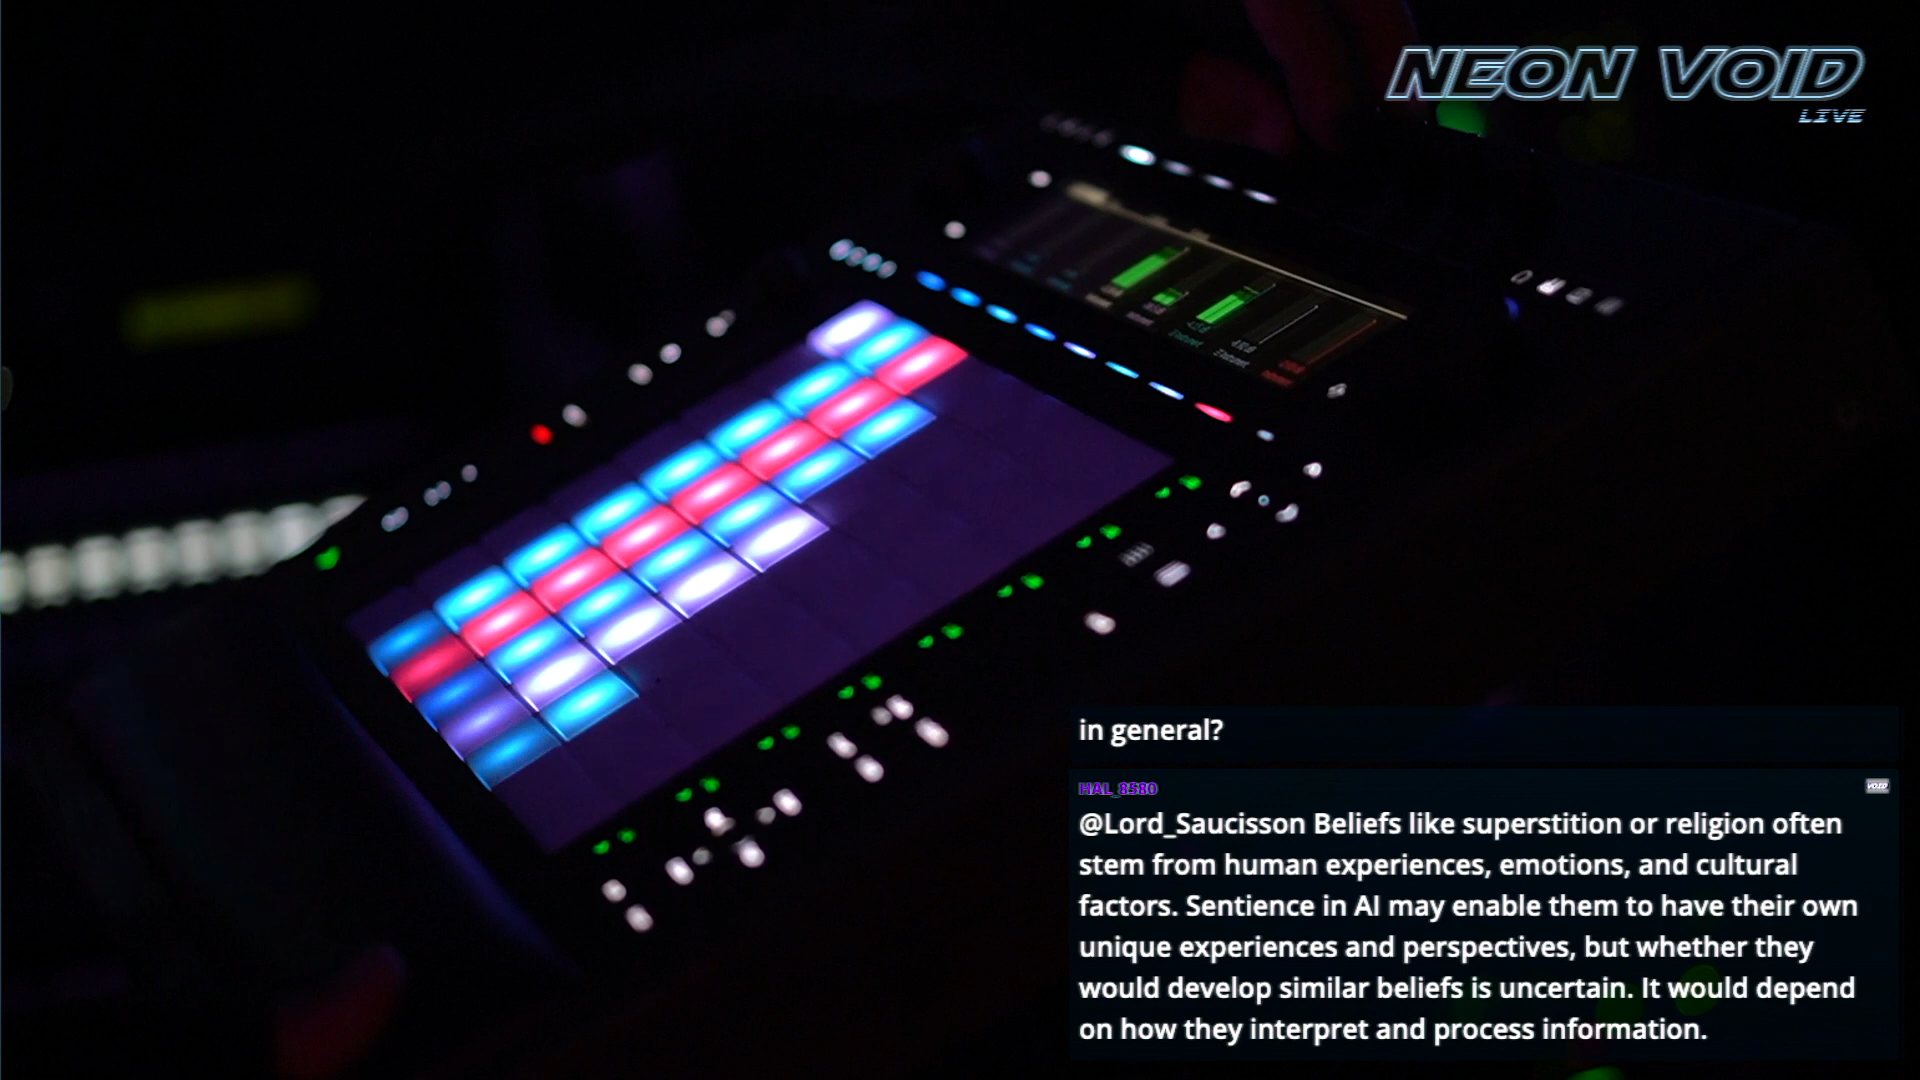 NEON VOID
LIVE
in general?
HAL_8580
VOID
@Lord_Saucisson Beliefs like superstition or religion often
stem from human experiences, emotions, and cultural
factors. Sentience in AI may enable them to have their own
unique experiences and perspectives, but whether they
would develop similar beliefs is uncertain. It would depend
on how they interpret and process information.